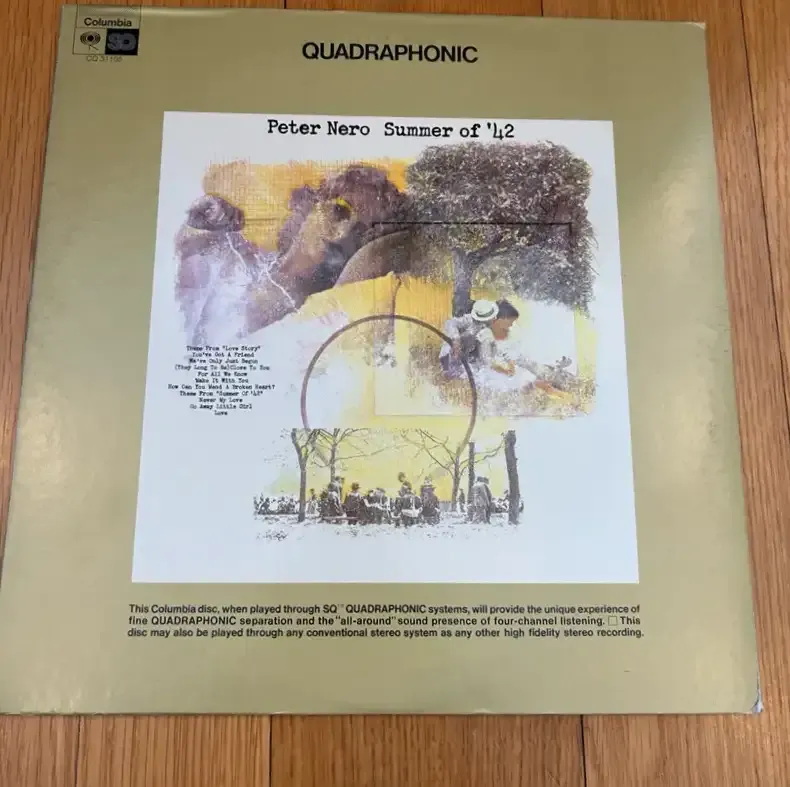 Columbia
SQ
CQ 31105
QUADRAPHONIC
Peter Nero Summer of '42
Theme From "Love Story"
You've Got A Friend
We've Only Just Begun
(They Long To Be)Close To You
For All We Know
Make It With You
How Can You Mend A Broken Heart?
Theme From "Summer Of '42"
Never My Love
Go Away Little Girl
Love
This Columbia disc, when played through SQ™ QUADRAPHONIC systems, will provide the unique experience of
fine QUADRAPHONIC separation and the "all-around" sound presence of four-channel listening. □ This
disc may also be played through any conventional stereo system as any other high fidelity stereo recording.